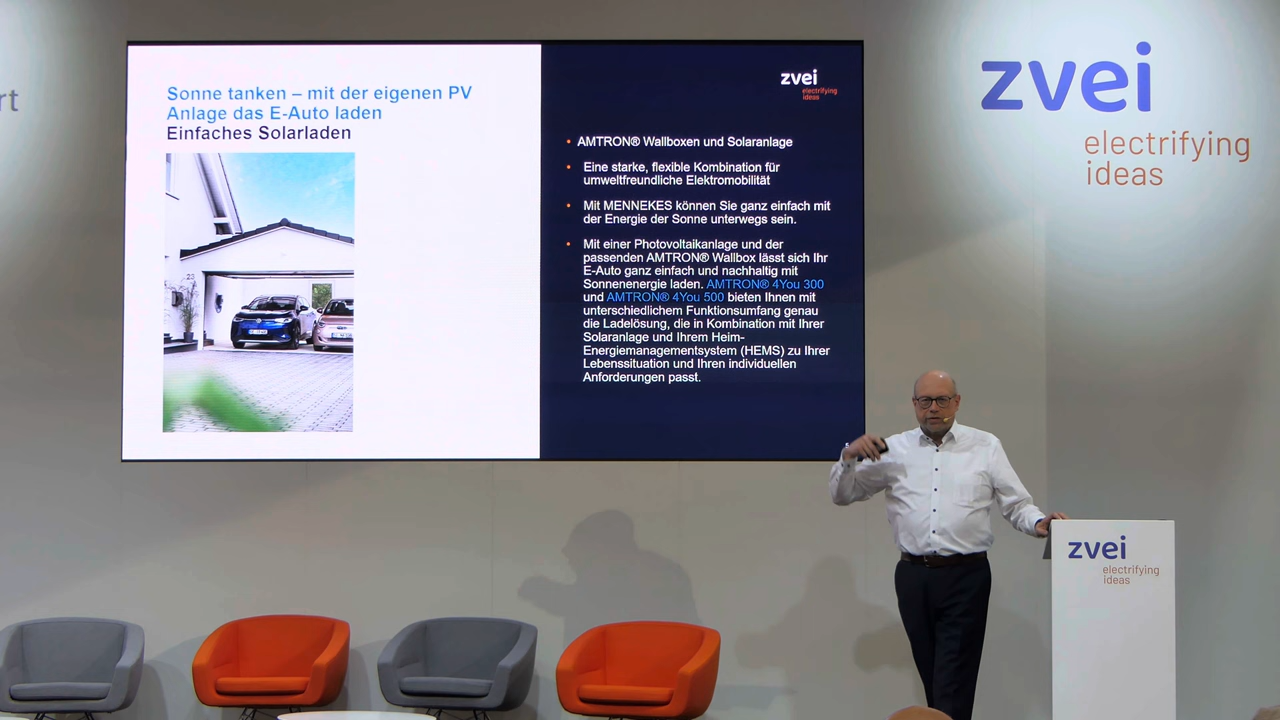 rt
Sonne tanken – mit der eigenen PV
Anlage das E-Auto laden
Einfaches Solarladen
23
zvei
electrifying
ideas
• AMTRON® Wallboxen und Solaranlage
• Eine starke, flexible Kombination für
umweltfreundliche Elektromobilität
• Mit MENNEKES können Sie ganz einfach mit
der Energie der Sonne unterwegs sein.
• Mit einer Photovoltaikanlage und der
passenden AMTRON® Wallbox lässt sich Ihr
E-Auto ganz einfach und nachhaltig mit
Sonnenenergie laden. AMTRON® 4You 300
und AMTRON® 4You 500 bieten Ihnen mit
unterschiedlichem Funktionsumfang genau
die Ladelösung, die in Kombination mit Ihrer
Solaranlage und Ihrem Heim-
Energiemanagementsystem (HEMS) zu Ihrer
Lebenssituation und Ihren individuellen
Anforderungen passt.
zvei
electrifying
ideas
zvei
electrifying
ideas